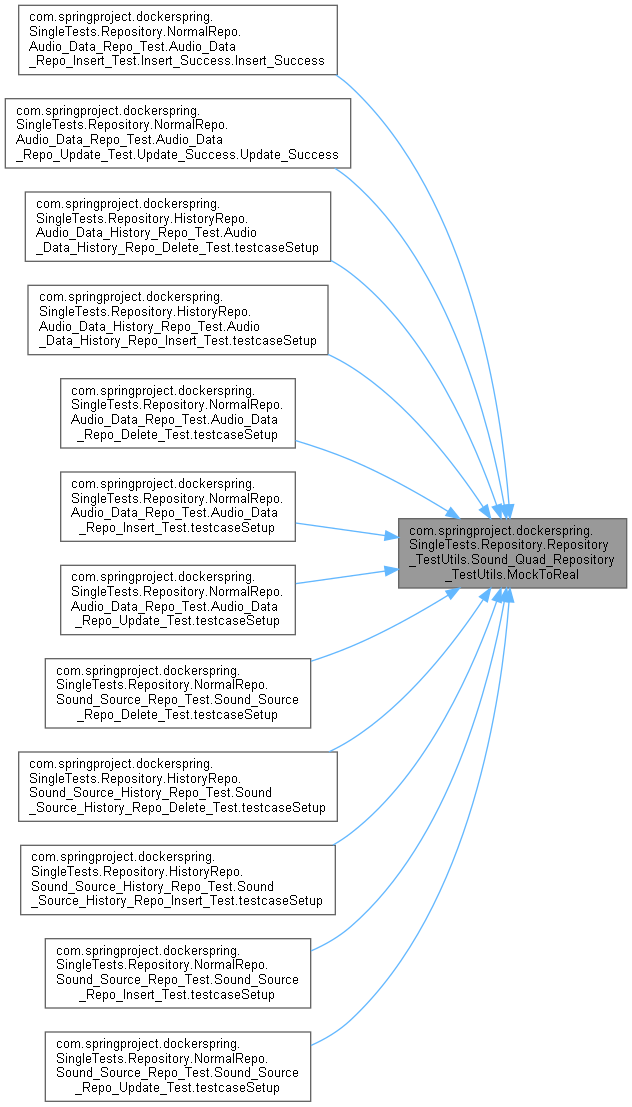 com.springproject.dockerspring.
SingleTests.Repository.NormalRepo.
Audio_Data_Repo_Test.Audio_Data
_Repo_Insert_Test.Insert_Success.Insert_Success
com.springproject.dockerspring.
SingleTests.Repository.NormalRepo.
Audio_Data_Repo_Test.Audio_Data
_Repo_Update_Test.Update_Success.Update_Success
com.springproject.dockerspring.
SingleTests.Repository.HistoryRepo.
Audio_Data_History_Repo_Test.Audio
_Data_History_Repo_Delete_Test.testcaseSetup
com.springproject.dockerspring.
SingleTests.Repository.HistoryRepo.
Audio_Data_History_Repo_Test.Audio
_Data_History_Repo_Insert_Test.testcaseSetup
com.springproject.dockerspring.
SingleTests.Repository.NormalRepo.
Audio_Data_Repo_Test.Audio_Data
_Repo_Delete_Test.testcaseSetup
com.springproject.dockerspring.
SingleTests.Repository.NormalRepo.
Audio_Data_Repo_Test.Audio_Data
_Repo_Insert_Test.testcaseSetup
com.springproject.dockerspring.
SingleTests.Repository.Repository
_TestUtils.Sound_Quad_Repository
_TestUtils.MockToReal
com.springproject.dockerspring.
SingleTests.Repository.NormalRepo.
Audio_Data_Repo_Test.Audio_Data
_Repo_Update_Test.testcaseSetup
com.springproject.dockerspring.
SingleTests.Repository.NormalRepo.
Sound_Source_Repo_Test.Sound_Source
_Repo_Delete_Test.testcaseSetup
com.springproject.dockerspring.
SingleTests.Repository.HistoryRepo.
Sound_Source_History_Repo_Test.Sound
_Source_History_Repo_Delete_Test.testcaseSetup
com.springproject.dockerspring.
SingleTests.Repository.HistoryRepo.
Sound_Source_History_Repo_Test.Sound
_Source_History_Repo_Insert_Test.testcaseSetup
com.springproject.dockerspring.
SingleTests.Repository.NormalRepo.
Sound_Source_Repo_Test.Sound_Source
_Repo_Insert_Test.testcaseSetup
com.springproject.dockerspring.
SingleTests.Repository.NormalRepo.
Sound_Source_Repo_Test.Sound_Source
_Repo_Update_Test.testcaseSetup